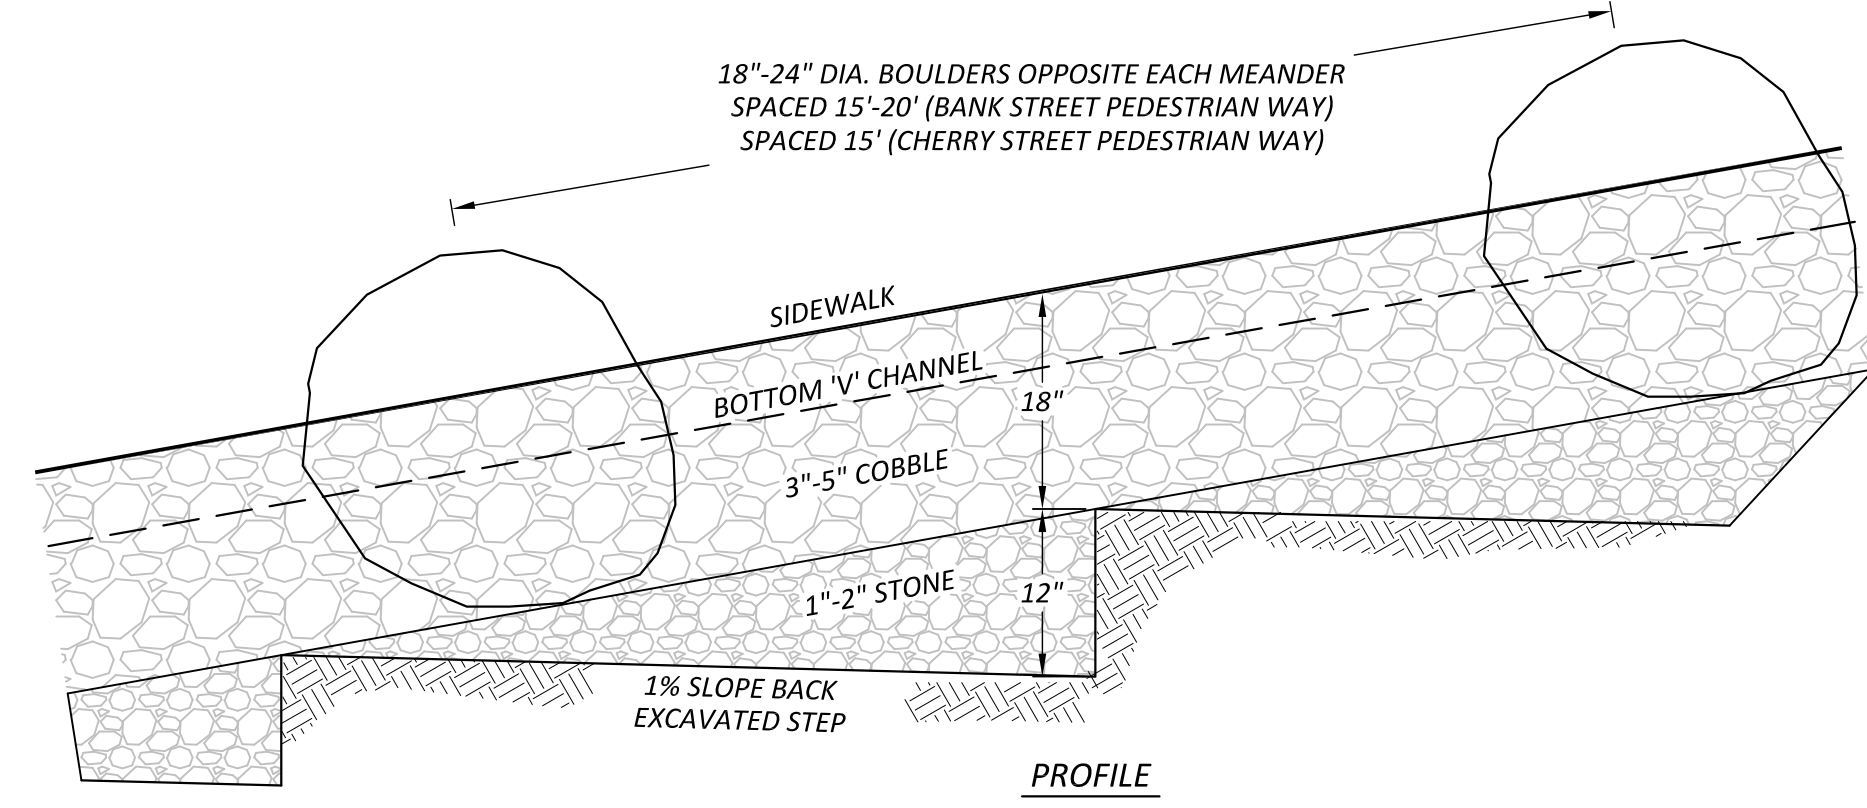 18"-24" DIA. BOULDERS OPPOSITE EACH MEANDER
SPACED 15'-20' (BANK STREET PEDESTRIAN WAY)
SPACED 15' (CHERRY STREET PEDESTRIAN WAY)
SIDEWALK
BOTTOM 'V' CHANNEL
18"
3"-5" COBBLE
1"-2" STONE
12"
1% SLOPE BACK
EXCAVATED STEP
PROFILE